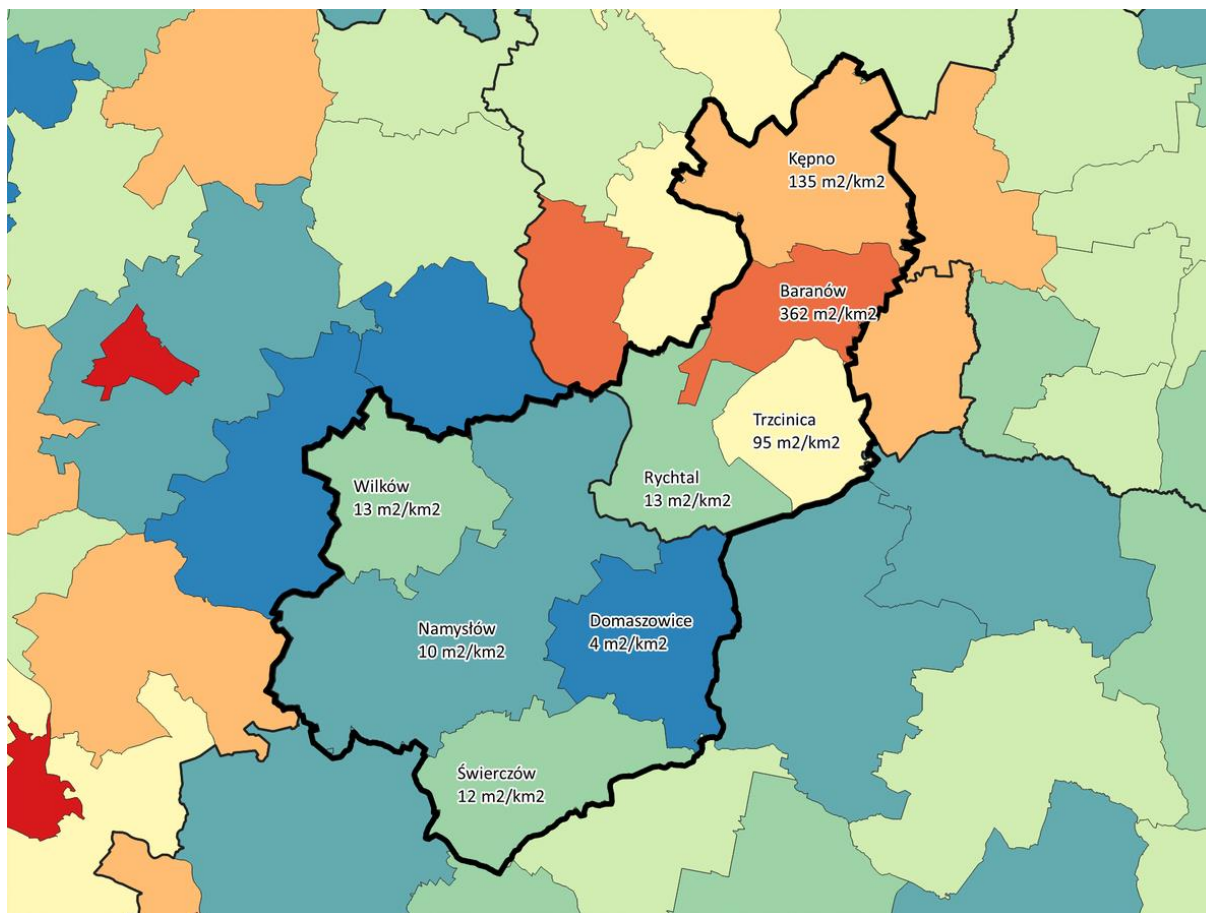 Kępno
135 m2/km2
Baranów
362 m2/km2
Trzcinica
95 m2/km2
Rychtal
13 m2/km2
Wilków
13 m2/km2
Namysłów
10 m2/km2
Domaszowice
4 m2/km2
Świerczów
12 m2/km2